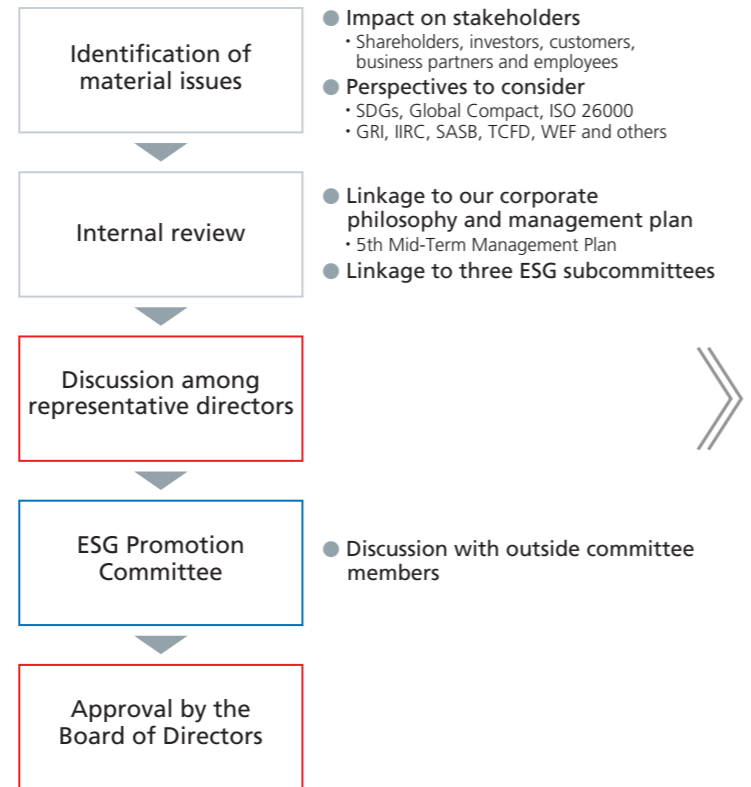 Identification of
material issues
● Impact on stakeholders
・Shareholders, investors, customers,
business partners and employees
● Perspectives to consider
・SDGs, Global Compact, ISO 26000
・GRI, IIRC, SASB, TCFD, WEF and others
Internal review
● Linkage to our corporate
philosophy and management plan
・5th Mid-Term Management Plan
● Linkage to three ESG subcommittees
Discussion among
representative directors
ESG Promotion
Committee
● Discussion with outside committee
members
Approval by the
Board of Directors